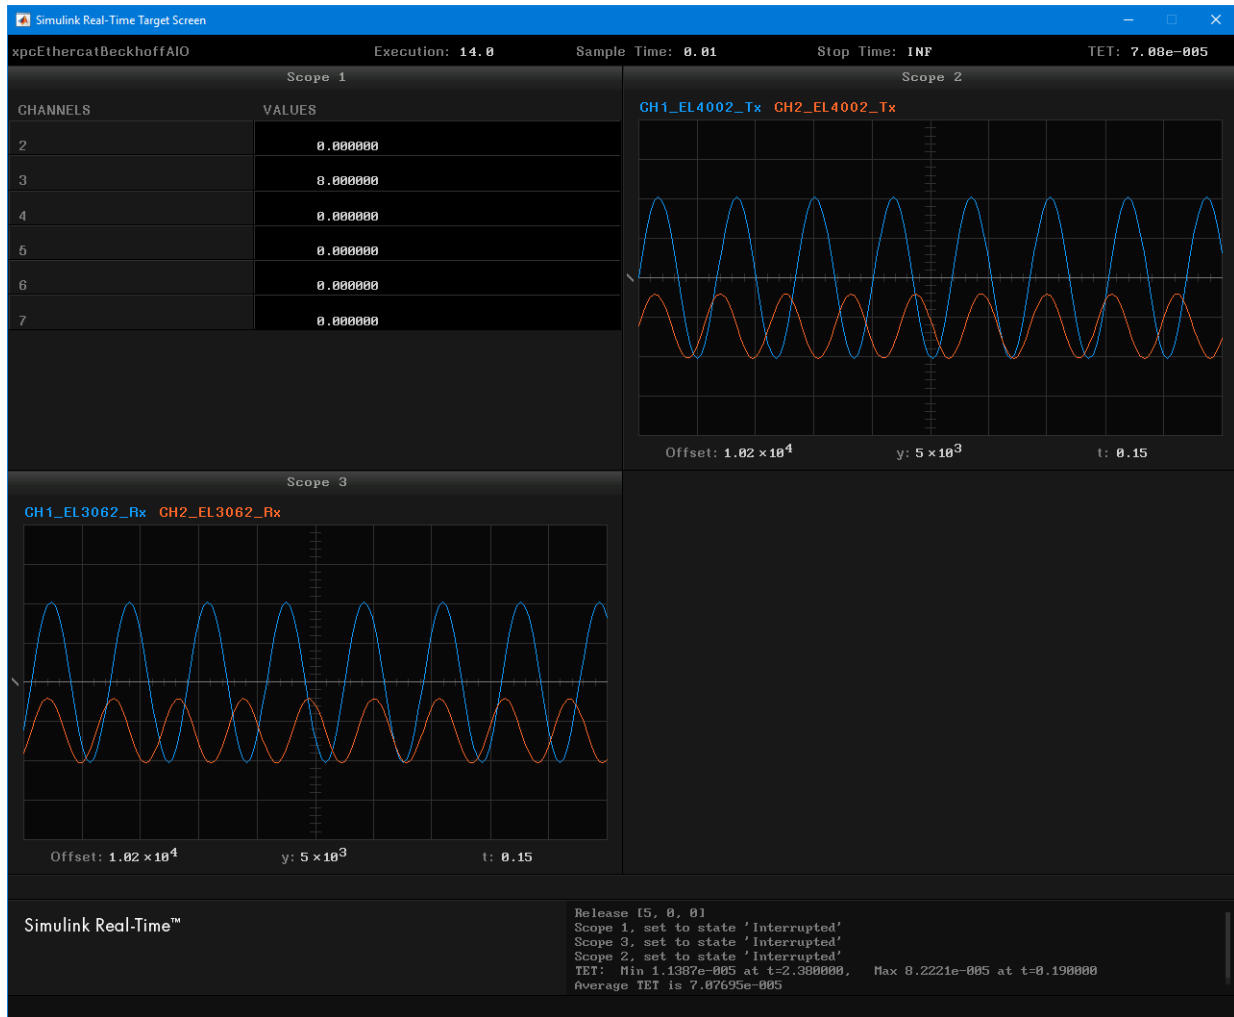 Simulink Real-Time Target Screen
xpcEthercatBeckhoffAIO Execution: 14.0 Sample Time: 0.01 Stop Time: INF TET: 7.08e-005
Scope 1
CHANNELS VALUES
2 0.000000
3 8.000000
4 0.000000
5 0.000000
6 0.000000
7 0.000000
Scope 2
CH1_EL4002_Tx CH2_EL4002_Tx
Offset: 1.02×10⁴ y: 5×10³ t: 0.15
Scope 3
CH1_EL3062_Rx CH2_EL3062_Rx
Offset: 1.02×10⁴ y: 5×10³ t: 0.15
Simulink Real-Time™
Release [5, 0, 0]
Scope 1, set to state 'Interrupted'
Scope 3, set to state 'Interrupted'
Scope 2, set to state 'Interrupted'
TET: Min 1.1387e-005 at t=2.380000, Max 8.2221e-005 at t=0.190000
Average TET is 7.07695e-005